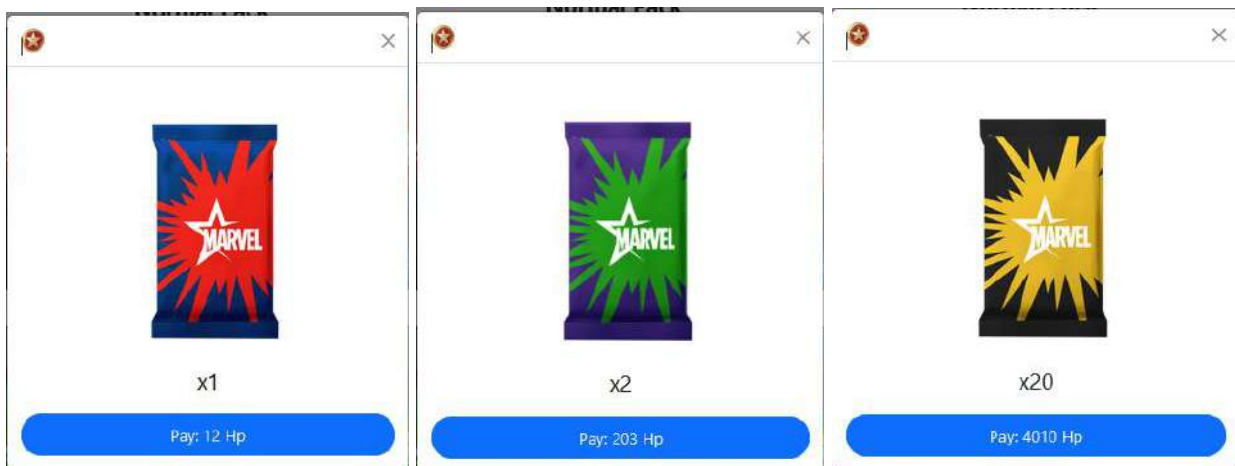 MARVEL
x1
Pay: 12 Hp
MARVEL
x2
Pay: 203 Hp
MARVEL
x20
Pay: 4010 Hp